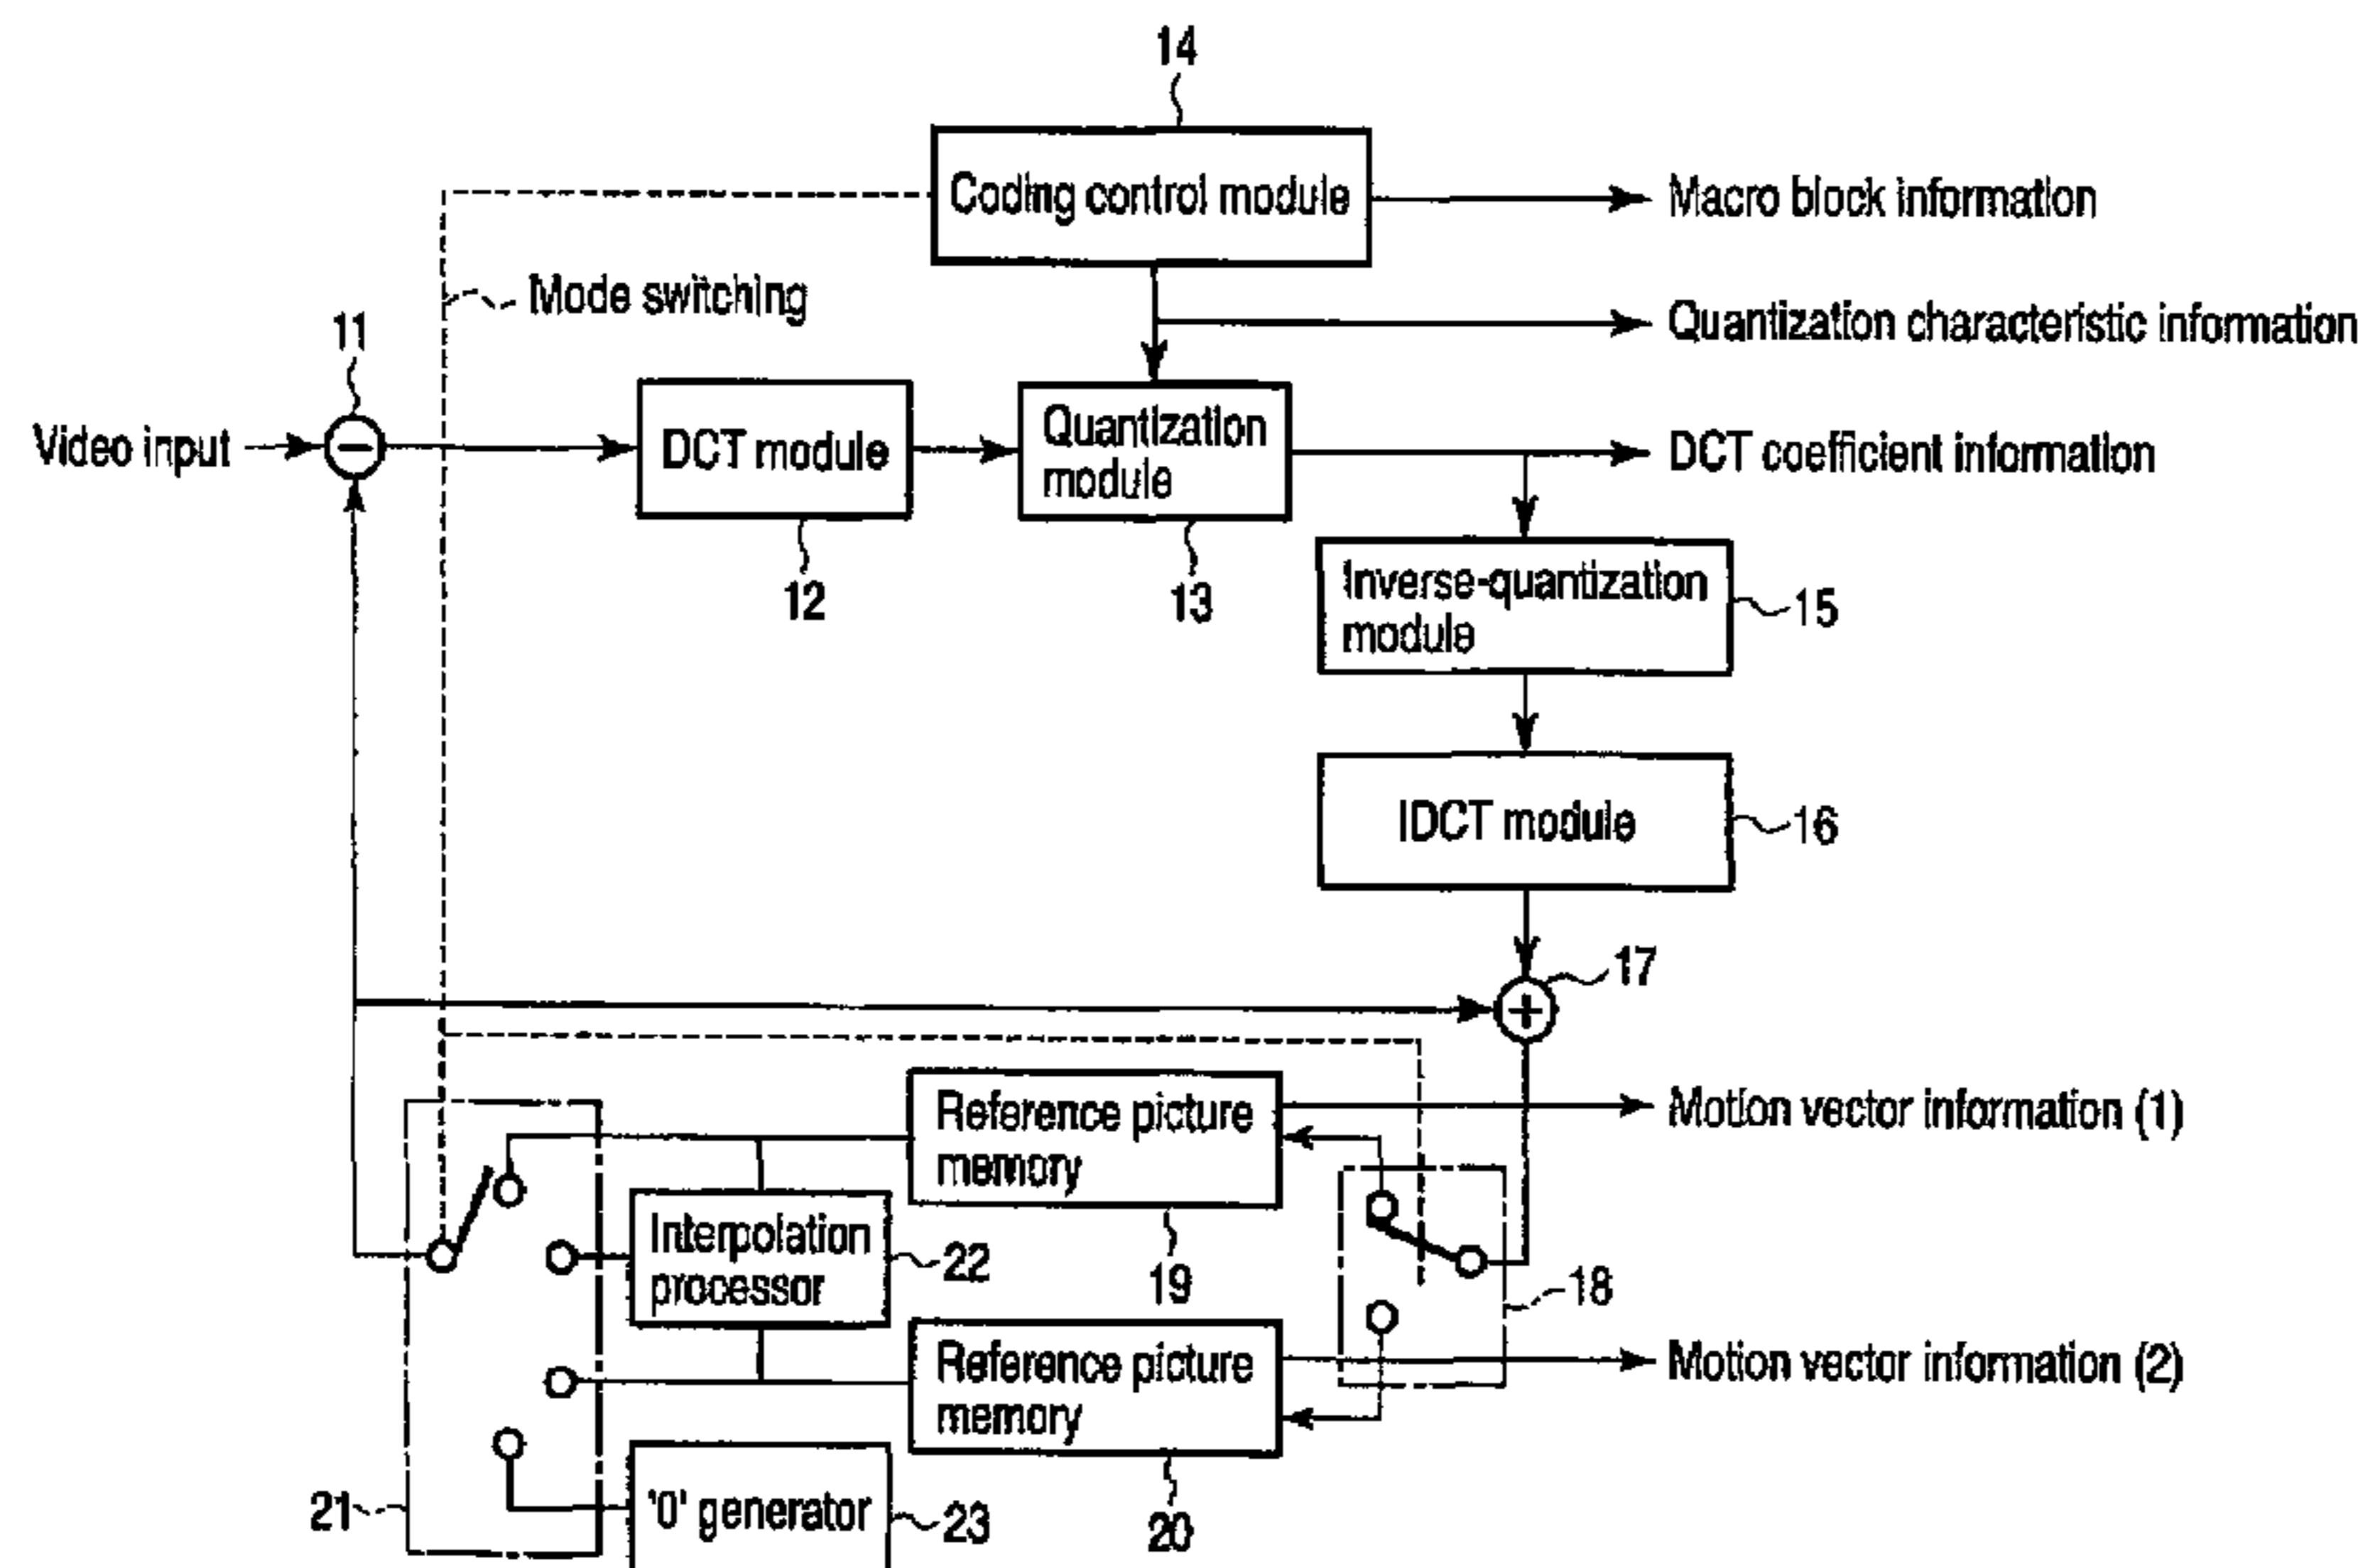 14
Coding control module
Macro block information
Mode switching
Quantization characteristic information
11
Video input
−
DCT module
Quantization
module
DCT coefficient information
12
13
Inverse-quantization
module
15
IDCT module
16
17
+
Reference picture
memory
Motion vector information (1)
Interpolation
processor
22
19
18
Reference picture
memory
Motion vector information (2)
21
'0' generator
23
20